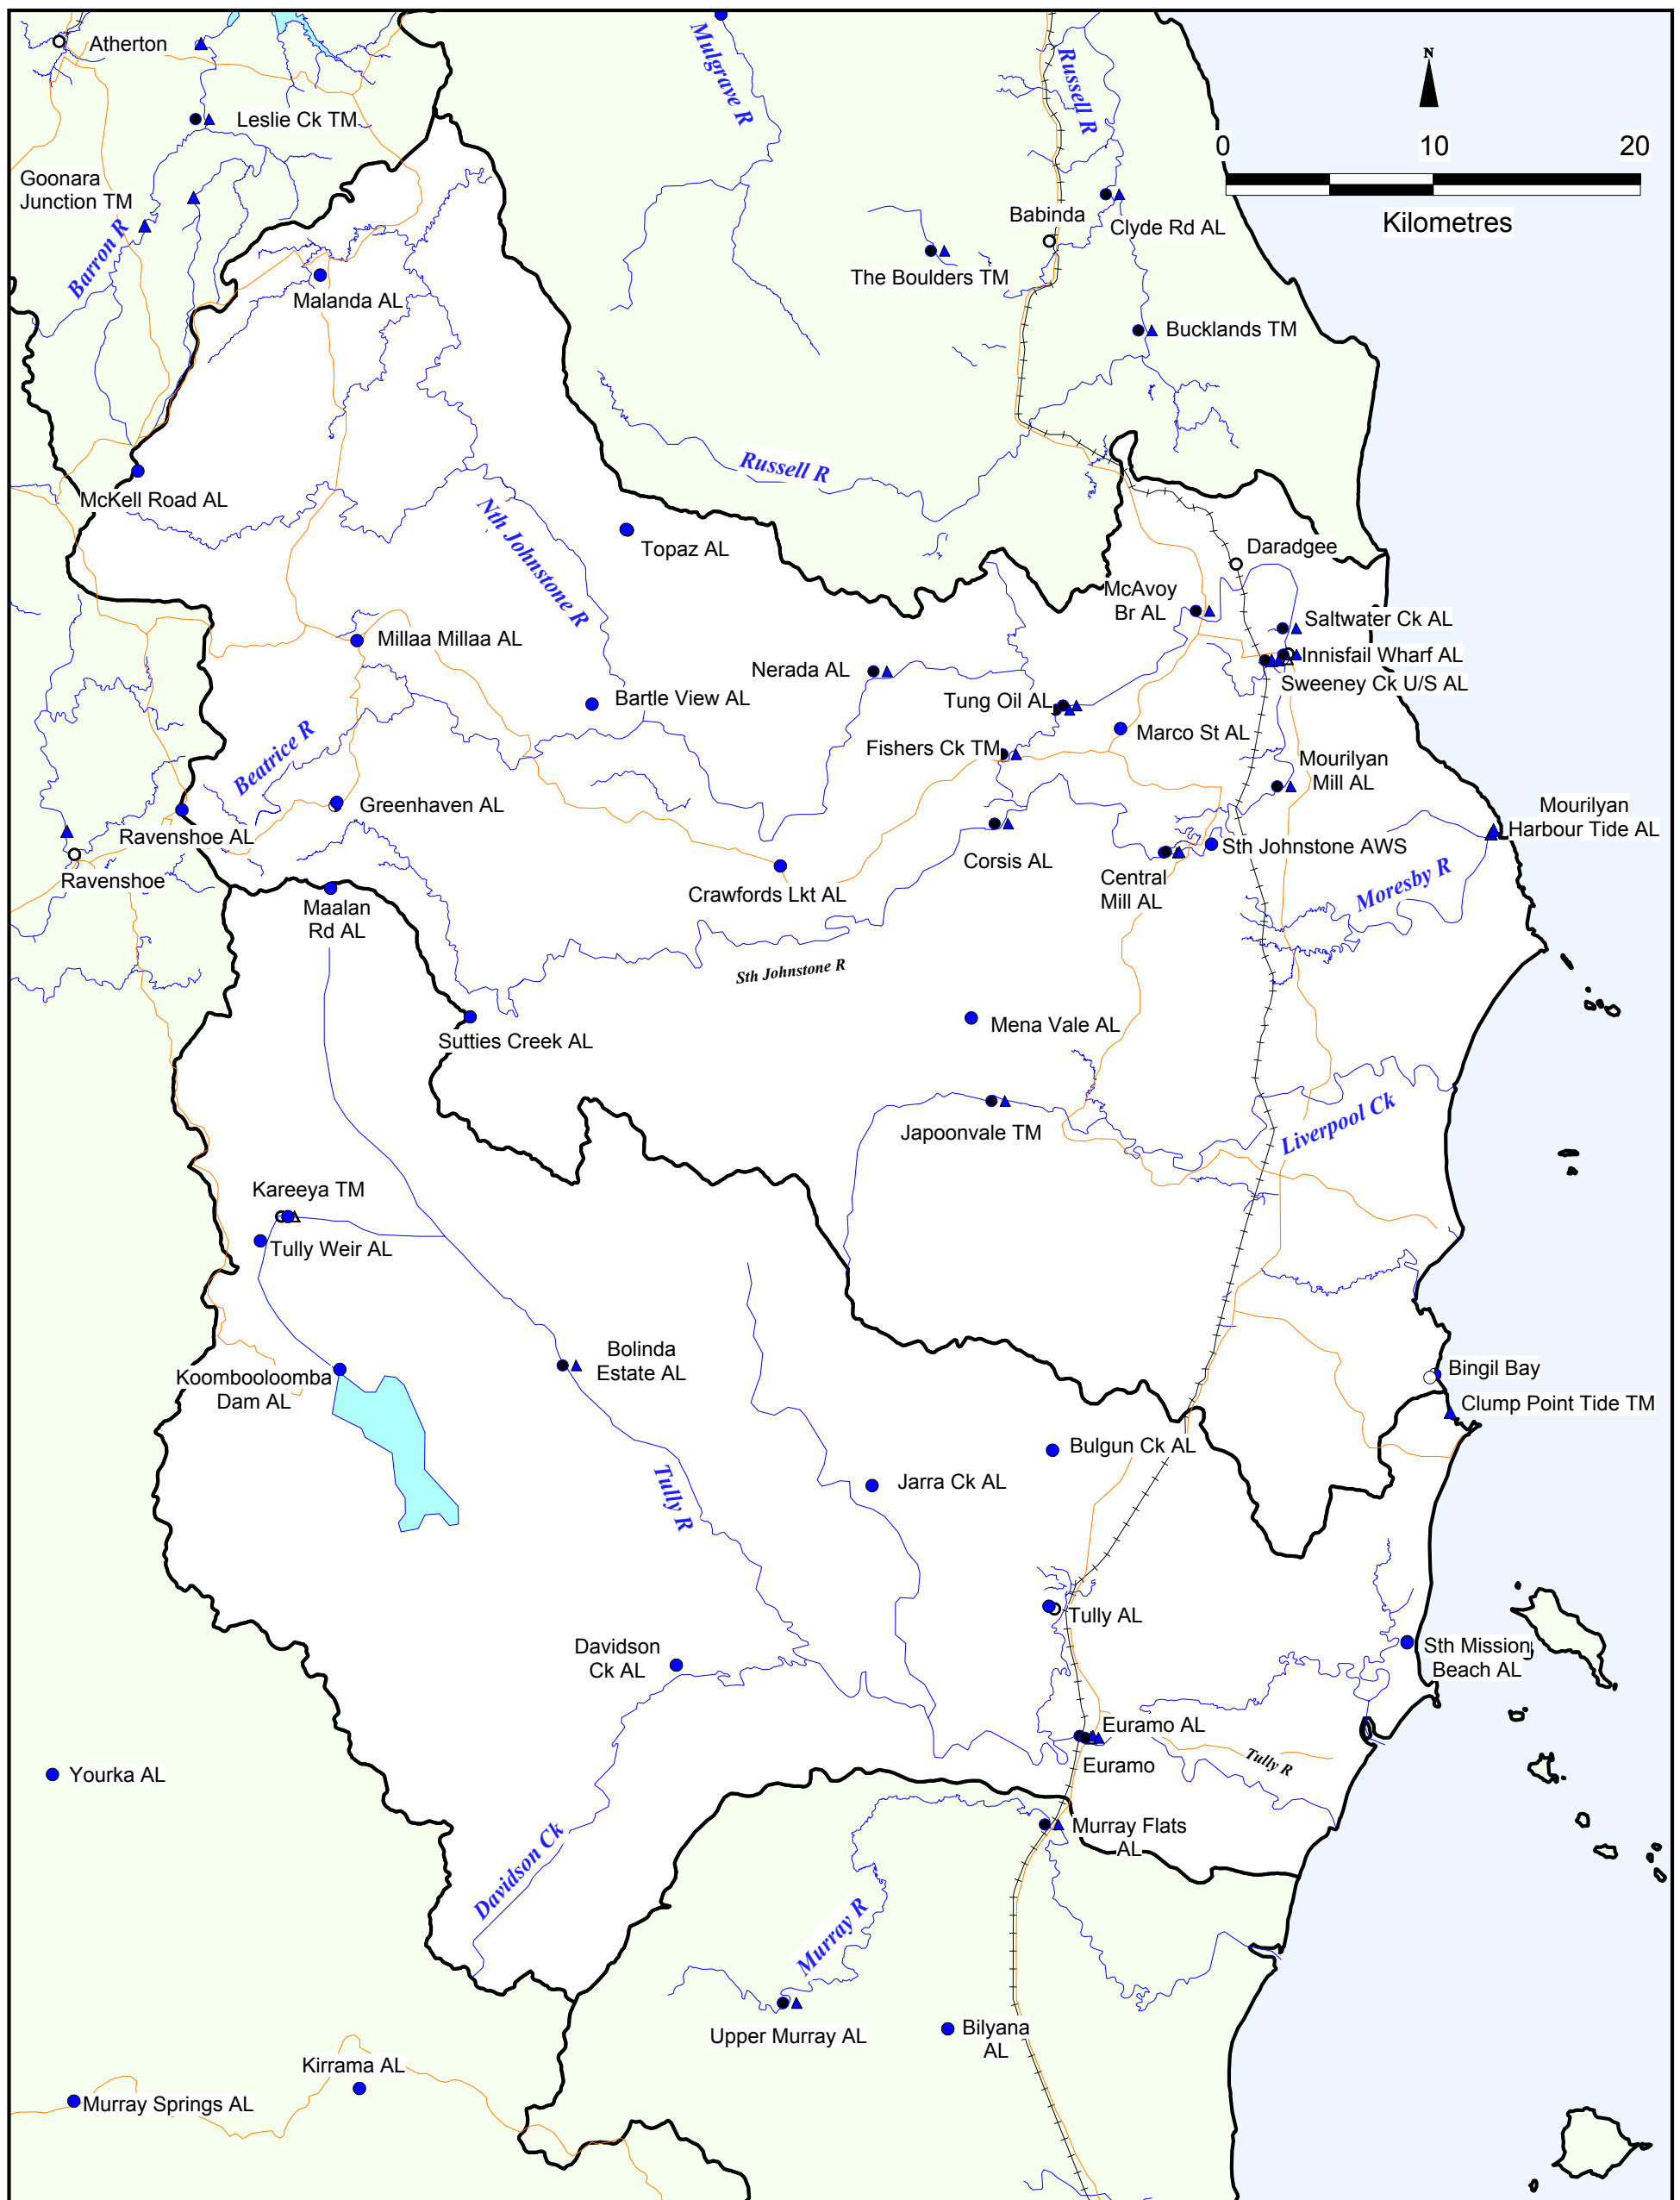 Atherton
Mulgrave R
Russell R
N
0 10 20
Kilometres
Leslie Ck TM
Goonara
Junction TM
Barron R
Babinda
Clyde Rd AL
The Boulders TM
Malanda AL
Bucklands TM
McKell Road AL
Russell R
Nth Johnstone R
Topaz AL
Daradgee
McAvoy
Br AL
Saltwater Ck AL
Millaa Millaa AL
Innisfail Wharf AL
Nerada AL
Sweeney Ck U/S AL
Bartle View AL
Tung Oil AL
Marco St AL
Beatrice R
Fishers Ck TM
Mourilyan
Mill AL
Greenhaven AL
Mourilyan
Harbour Tide AL
Ravenshoe AL
Sth Johnstone AWS
Corsis AL
Ravenshoe
Crawfords Lkt AL
Central
Mill AL
Moresby R
Maalan
Rd AL
Sth Johnstone R
Mena Vale AL
Sutties Creek AL
Japoonvale TM
Liverpool Ck
Kareeya TM
Tully Weir AL
Bolinda
Estate AL
Koombooloomba
Dam AL
Bingil Bay
Clump Point Tide TM
Bulgun Ck AL
Jarra Ck AL
Tully R
Tully AL
Davidson
Ck AL
Sth Mission
Beach AL
Euramo AL
Euramo
Tully R
Yourka AL
Murray Flats
AL
Davidson Ck
Murray R
Upper Murray AL
Bilyana
AL
Kirrama AL
Murray Springs AL